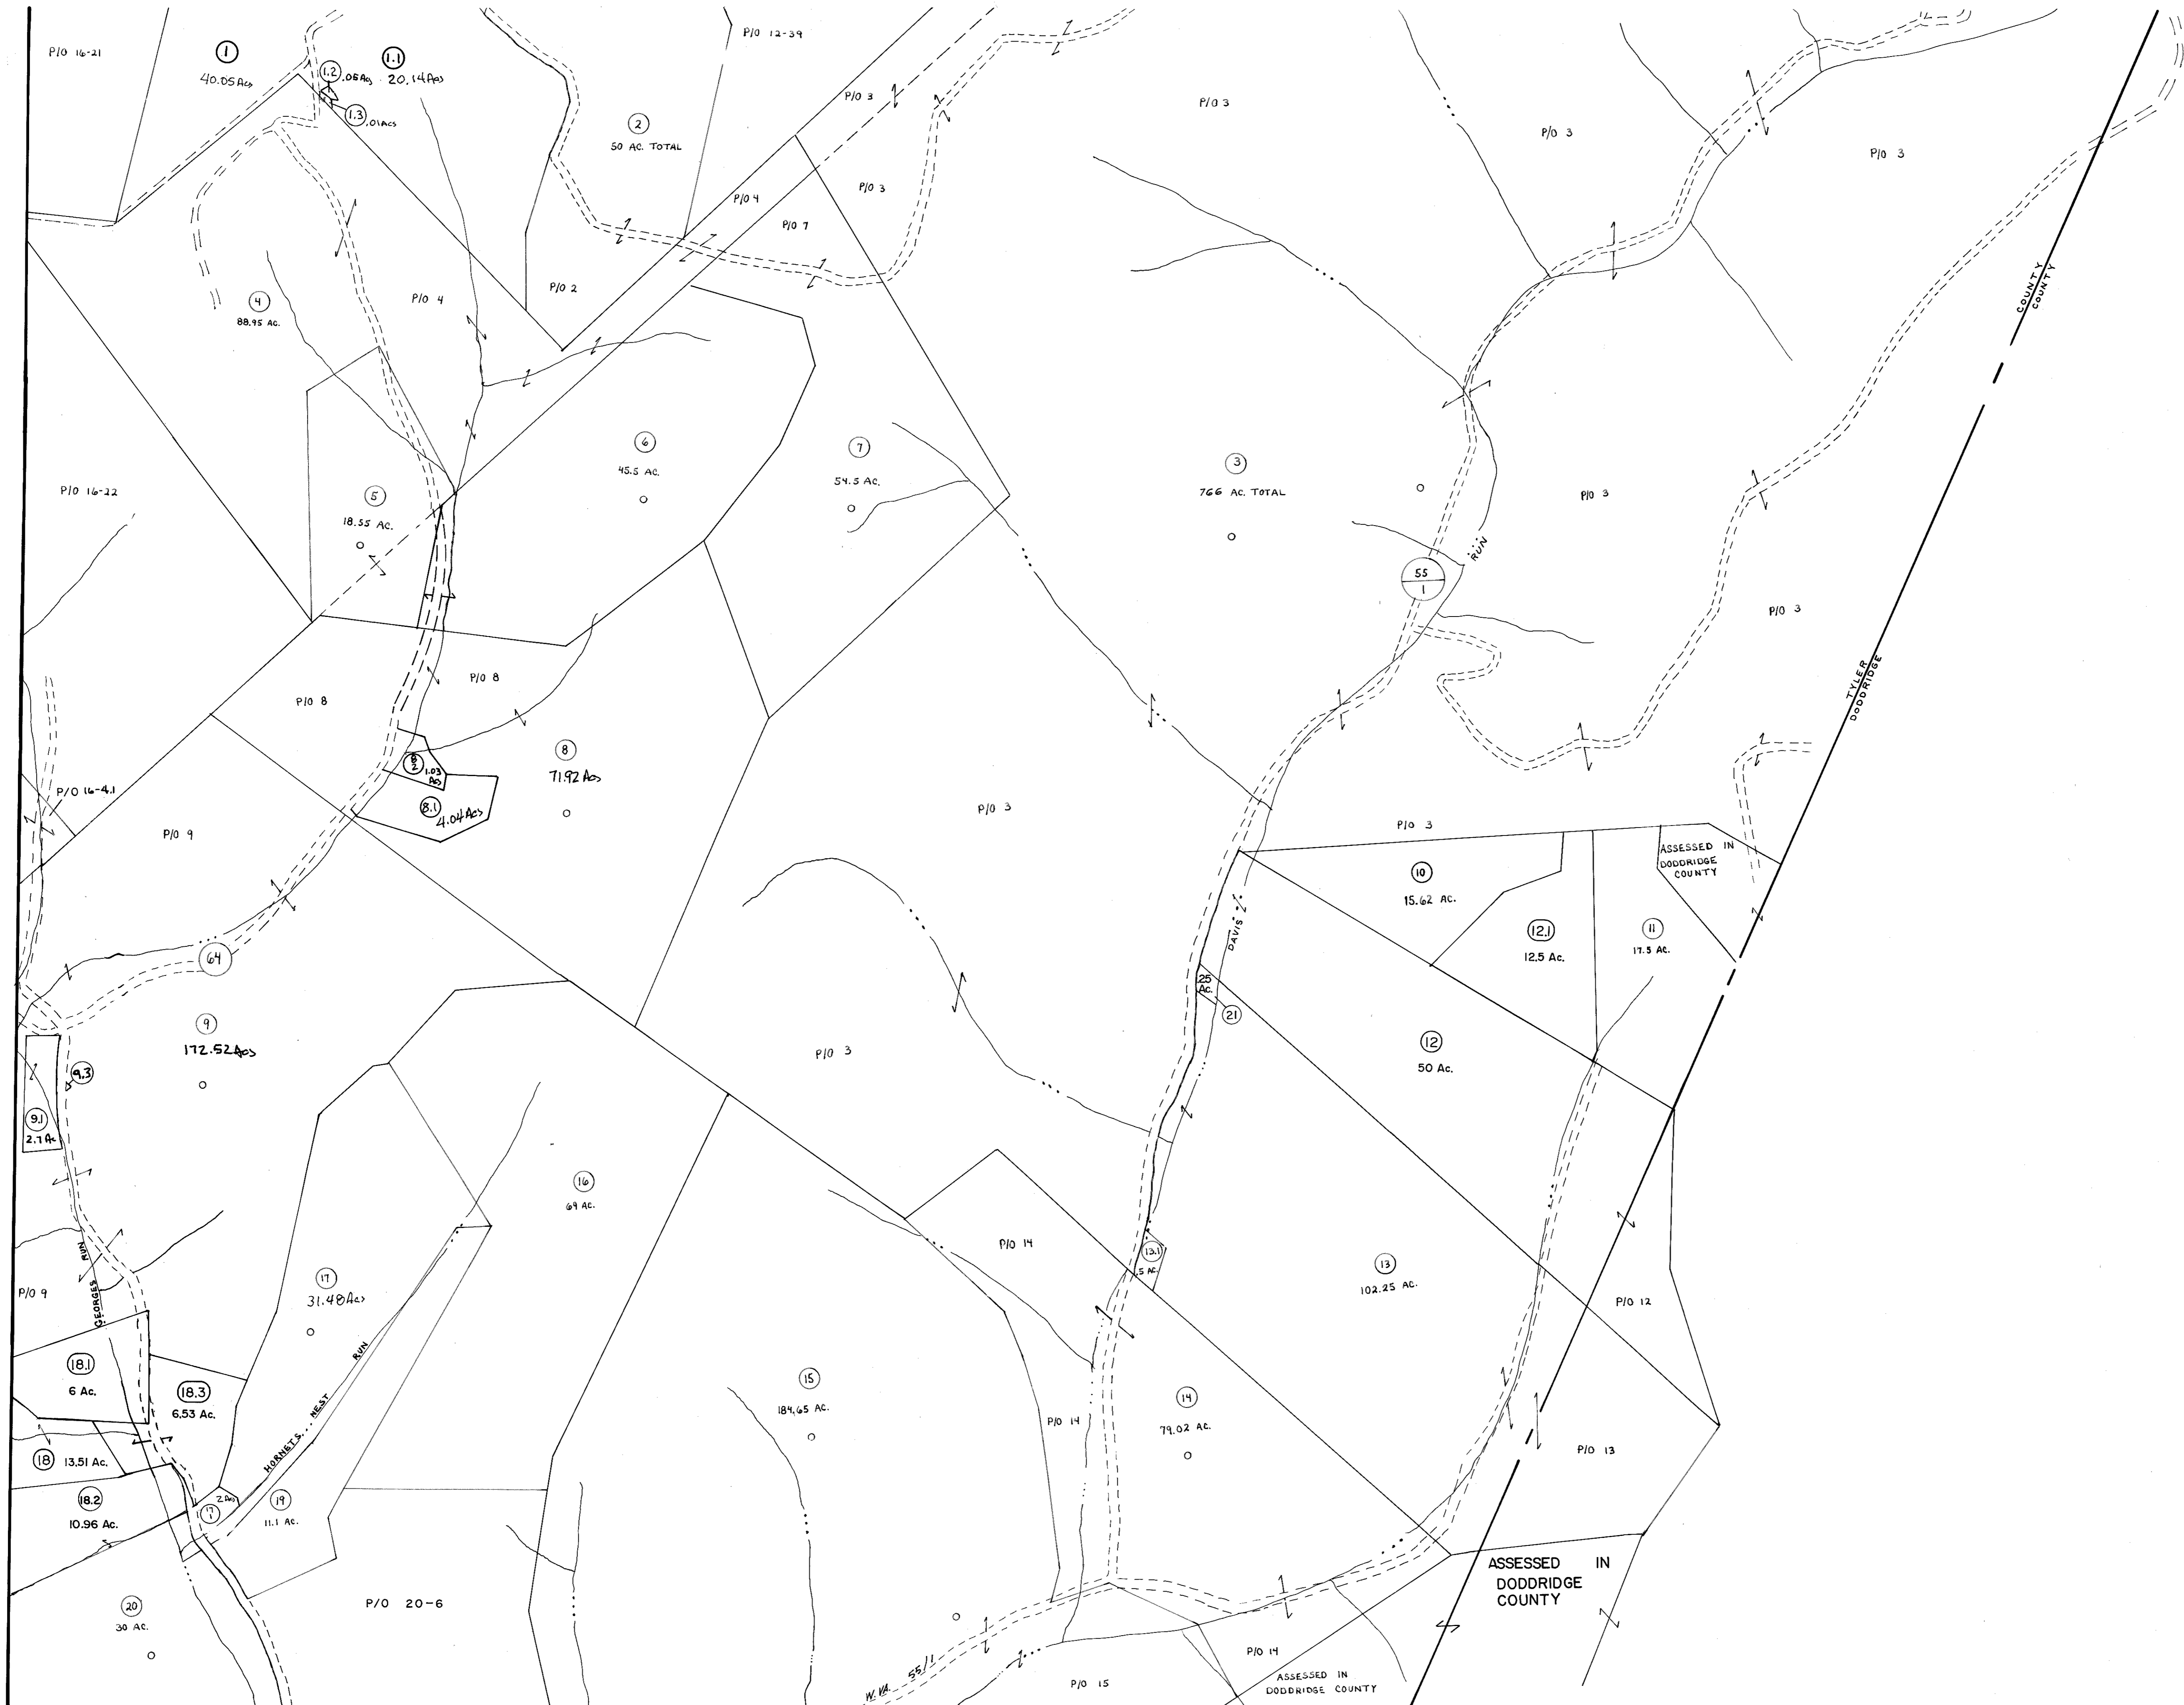 P/O 16-21
1
40.05 Acs
1.2
.06 Acs
1.1
20.14 Acs
1.3
.01 Acs
2
50 AC. TOTAL
P/O 12-39
P/O 3
P/O 3
P/O 3
P/O 3
P/O 3
P/O 4
P/O 7
4
88.95 AC.
P/O 4
P/O 2
COUNTY
COUNTY
P/O 16-22
5
18.55 AC.
6
45.5 AC.
7
54.5 AC.
3
766 AC. TOTAL
P/O 3
RUN
55
1
P/O 3
TYLER
DODDRIDGE
P/O 8
P/O 8
8
71.92 Acs
8
2
1.03
Acs
8.1
4.04 Acs
P/O 16-4.1
P/O 9
P/O 3
P/O 3
ASSESSED IN
DODDRIDGE
COUNTY
10
15.62 AC.
12.1
12.5 Ac.
11
17.5 AC.
DAVIS
64
25
Ac.
21
9
172.52 Acs
9.3
9.1
2.7 Ac
P/O 3
12
50 Ac.
16
69 AC.
P/O 14
13.1
.5 AC.
13
102.25 AC.
P/O 12
GEORGES RUN
P/O 9
17
31.48 Acs
HORNETS NEST RUN
18.1
6 Ac.
18.3
6.53 Ac.
15
184.65 AC.
14
79.02 AC.
P/O 14
P/O 13
18
13.51 Ac.
18.2
10.96 Ac.
17
1
2 Acs
19
11.1 Ac.
20
30 AC.
P/O 20-6
ASSESSED IN
DODDRIDGE
COUNTY
W. VA. 55/1
P/O 14
P/O 15
ASSESSED IN
DODDRIDGE COUNTY